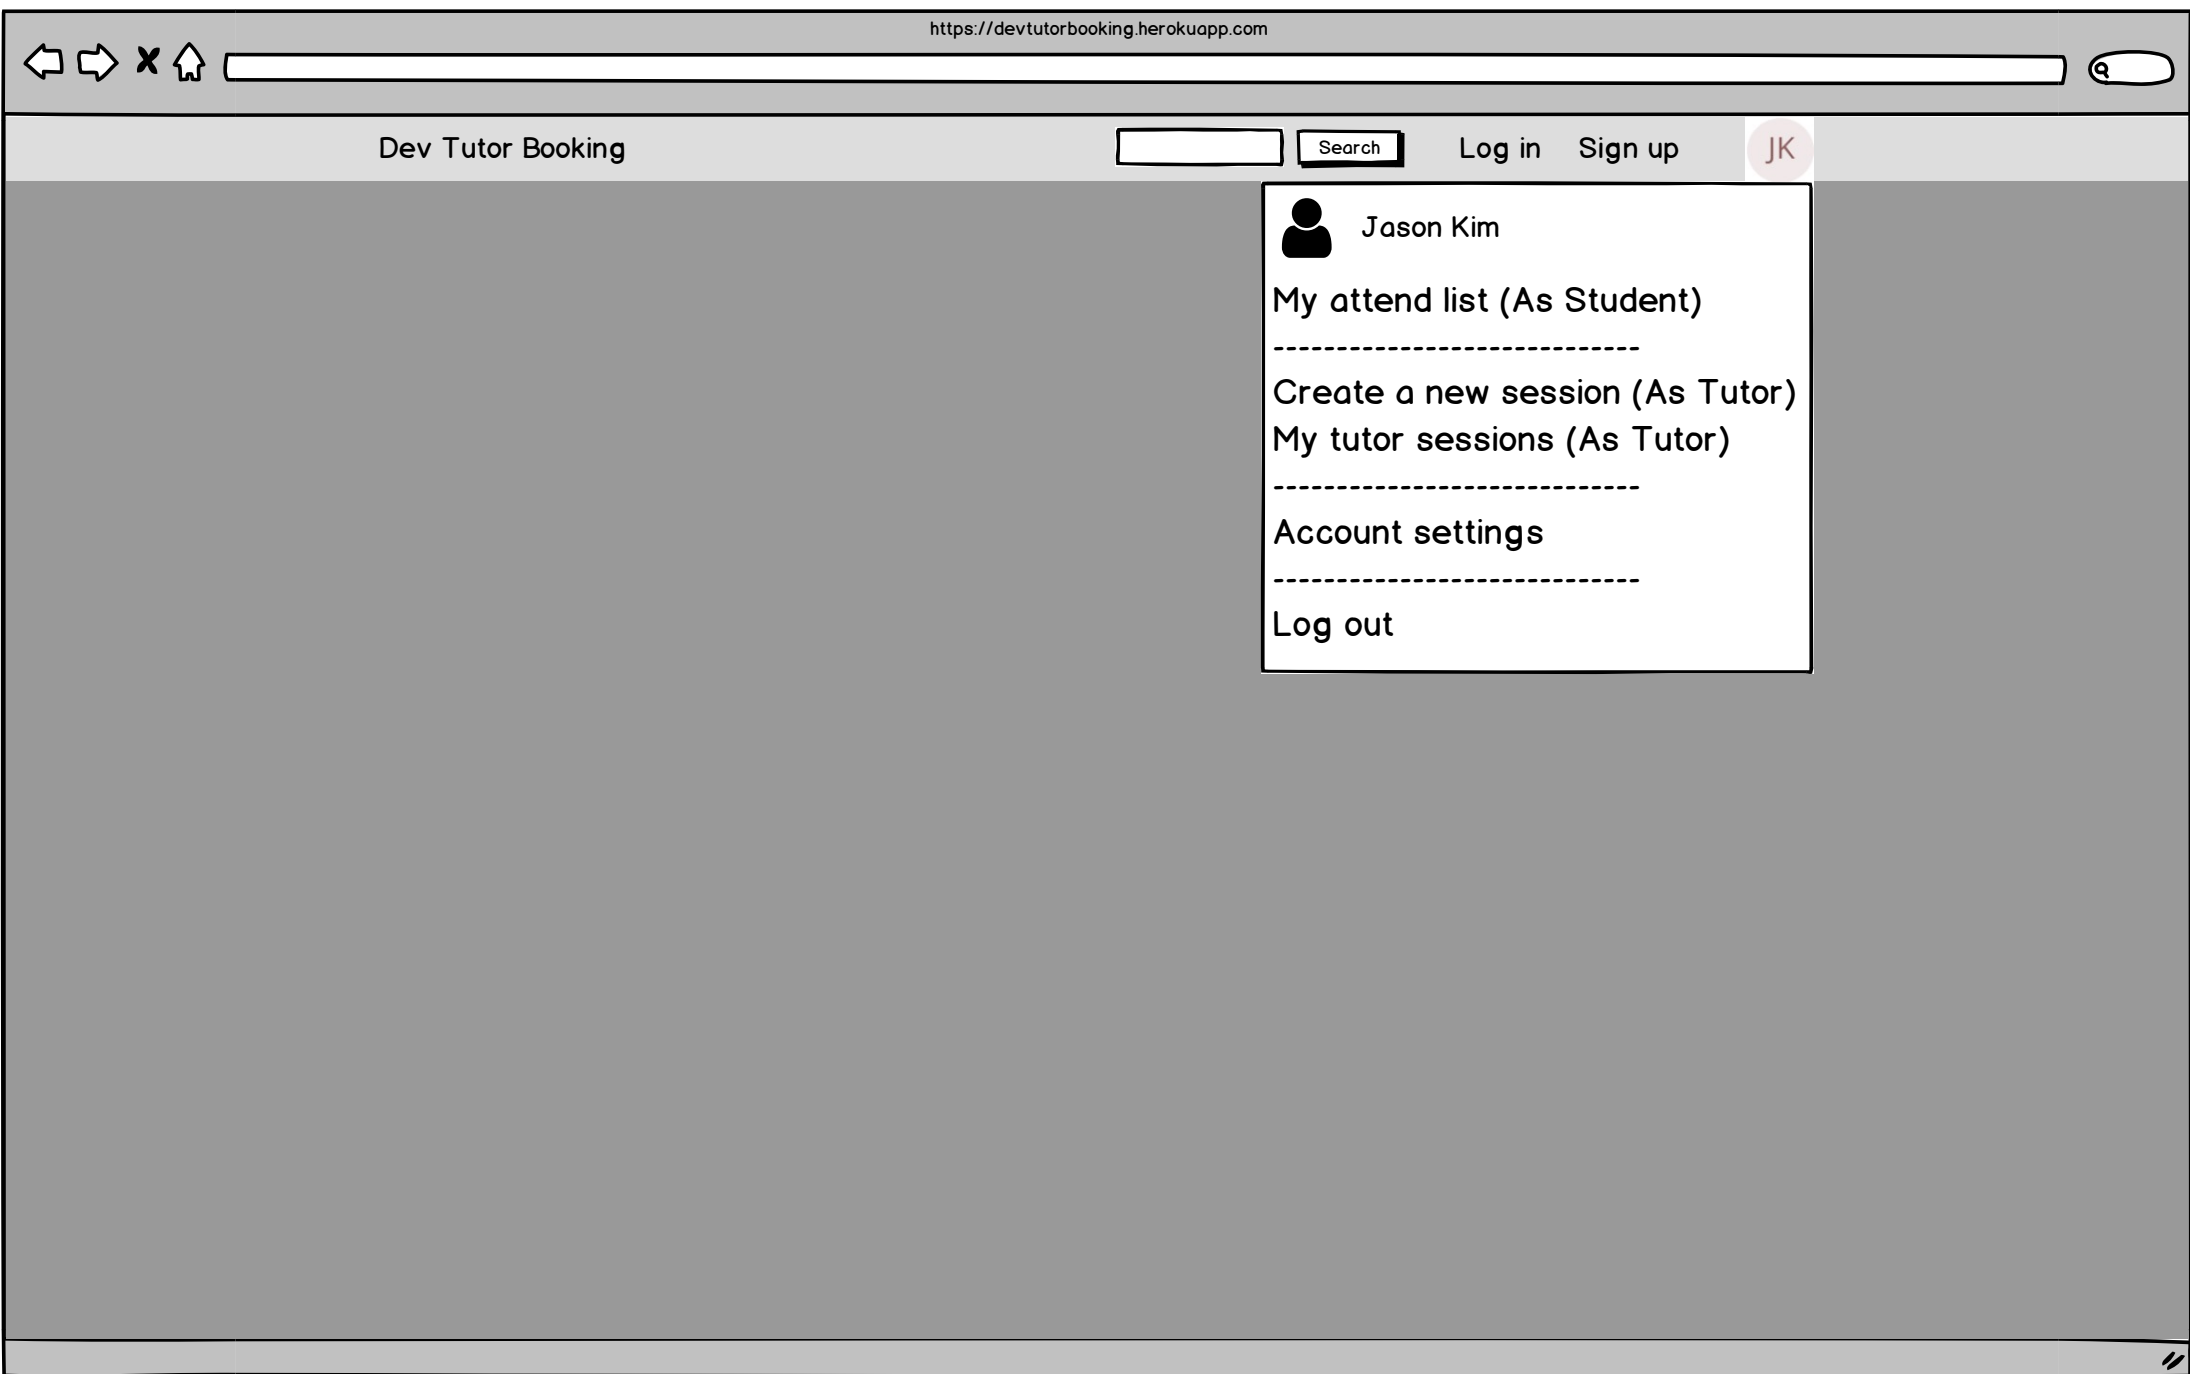 https://devtutorbooking.herokuapp.com
Dev Tutor Booking Search Log in Sign up JK
Jason Kim
My attend list (As Student)
-----------------------------
Create a new session (As Tutor)
My tutor sessions (As Tutor)
-----------------------------
Account settings
-----------------------------
Log out